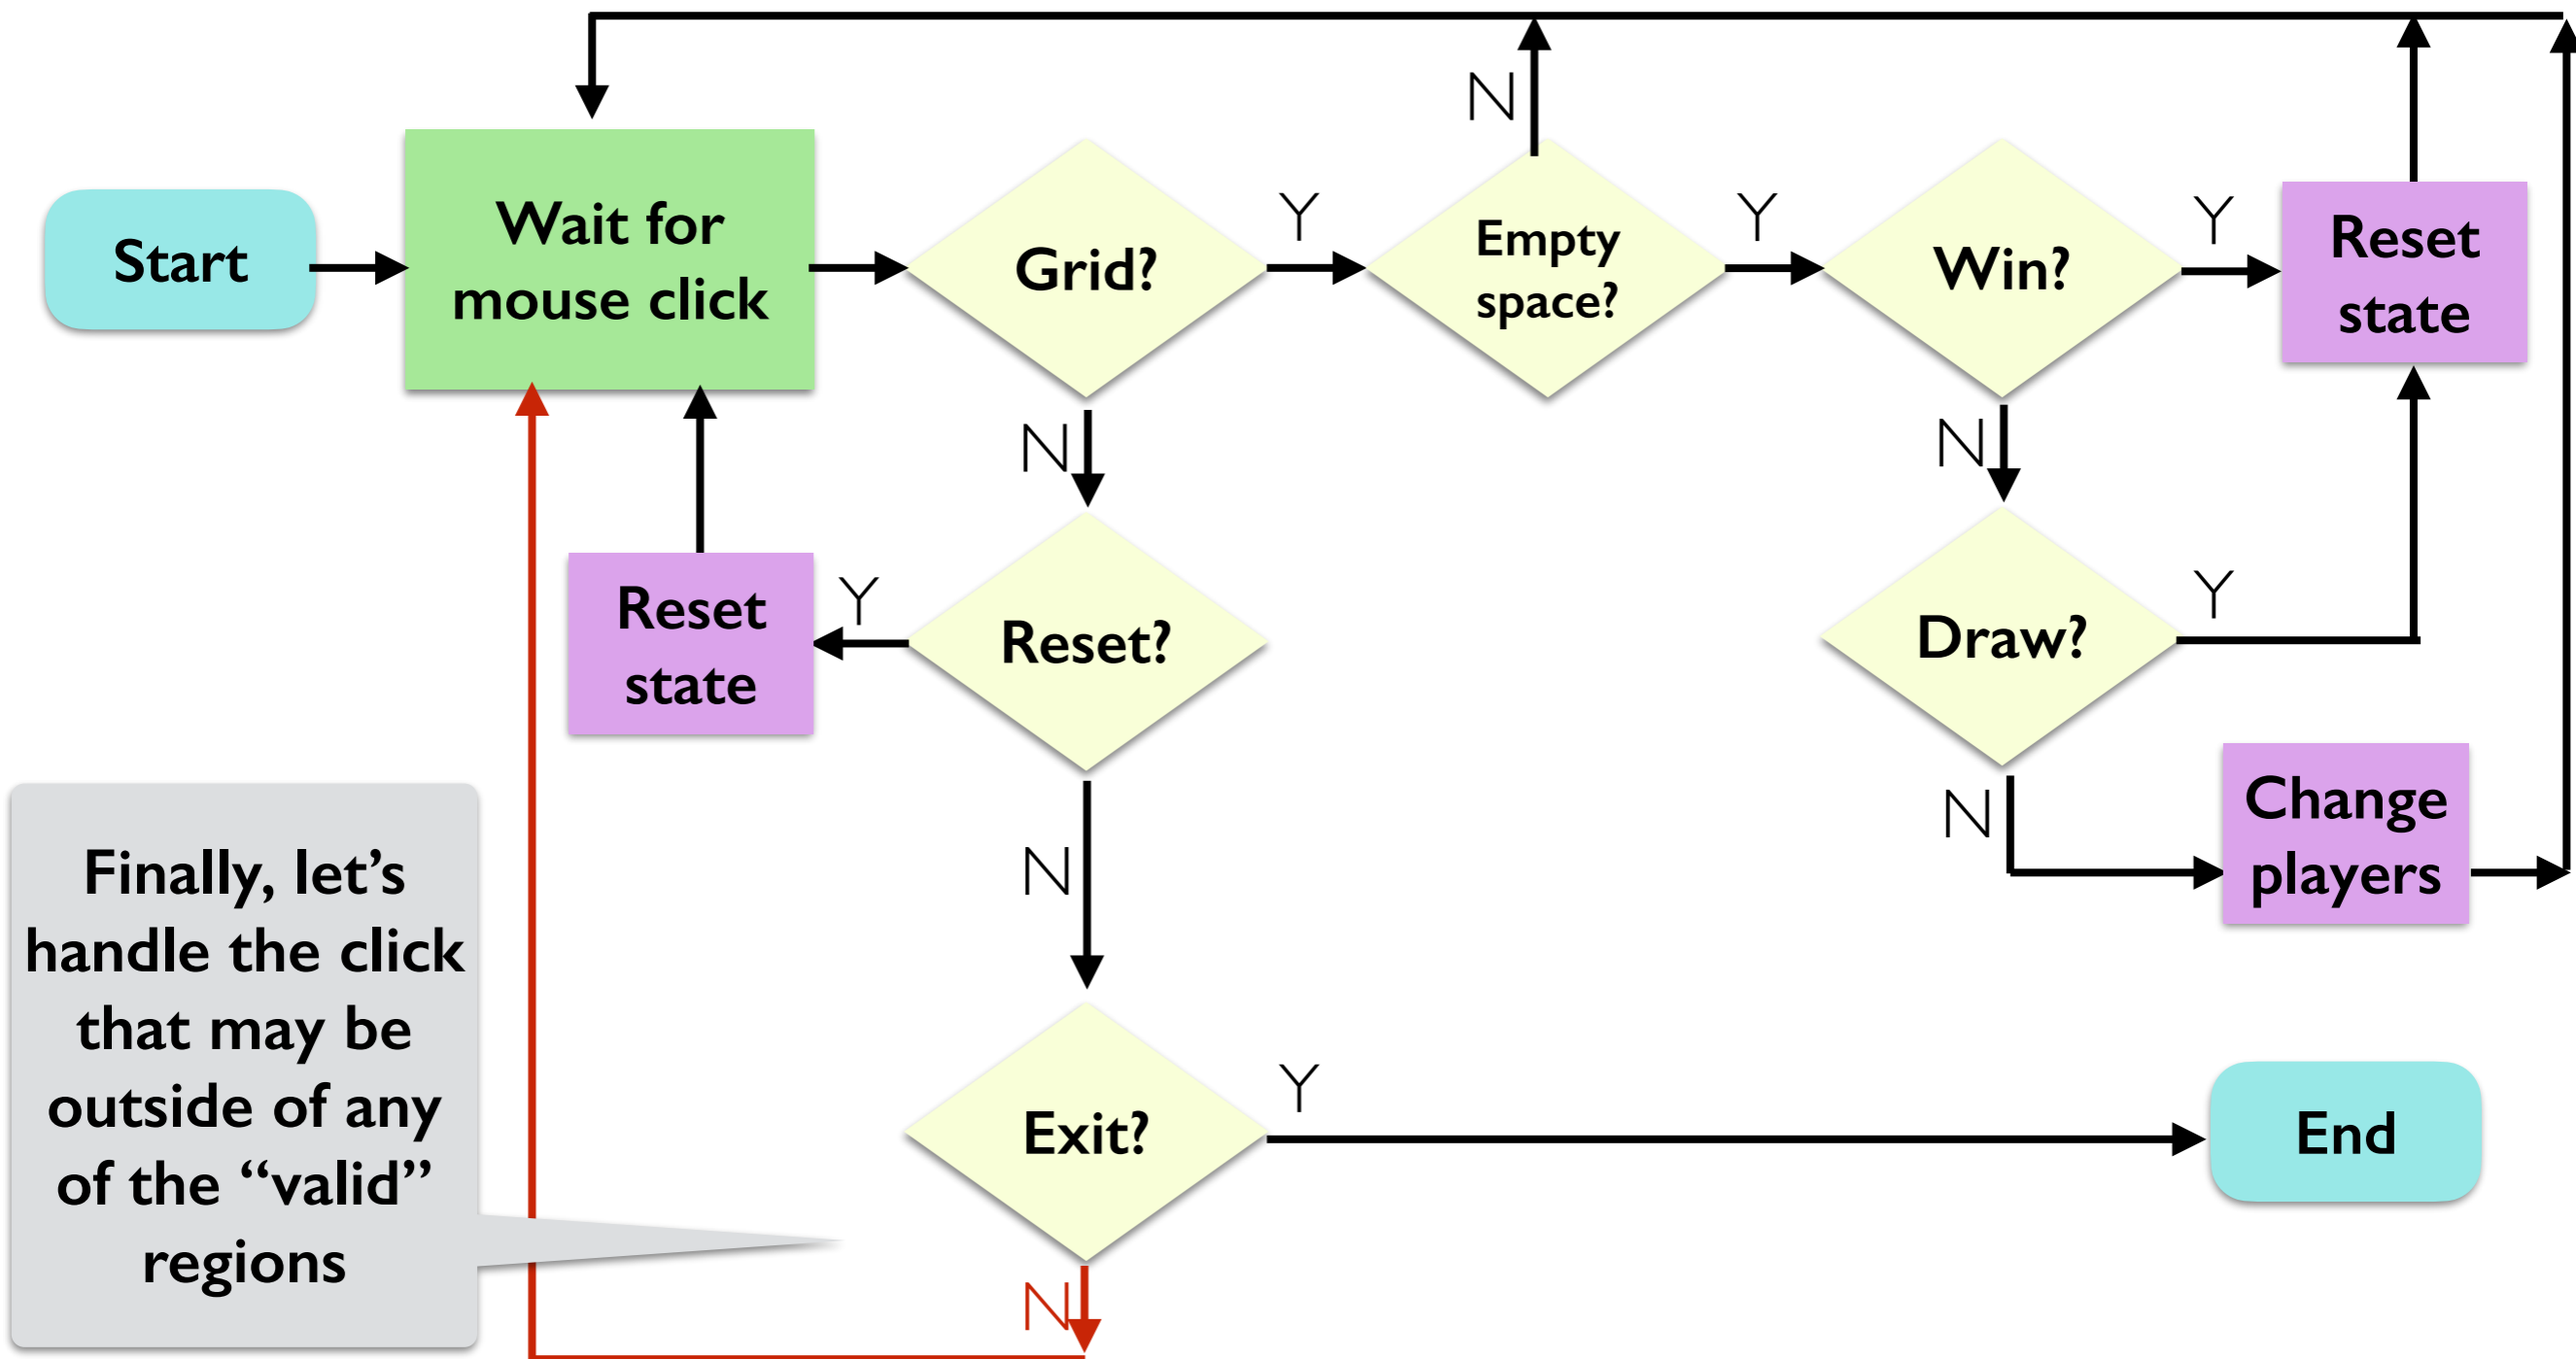 N
Start
Wait for
mouse click
Grid?
Y
Empty
space?
Y
Win?
Y
Reset
state
N
N
Reset
state
Y
Reset?
Draw?
Y
N
N
Change
players
Finally, let’s
handle the click
that may be
outside of any
of the “valid”
regions
Exit?
Y
End
N